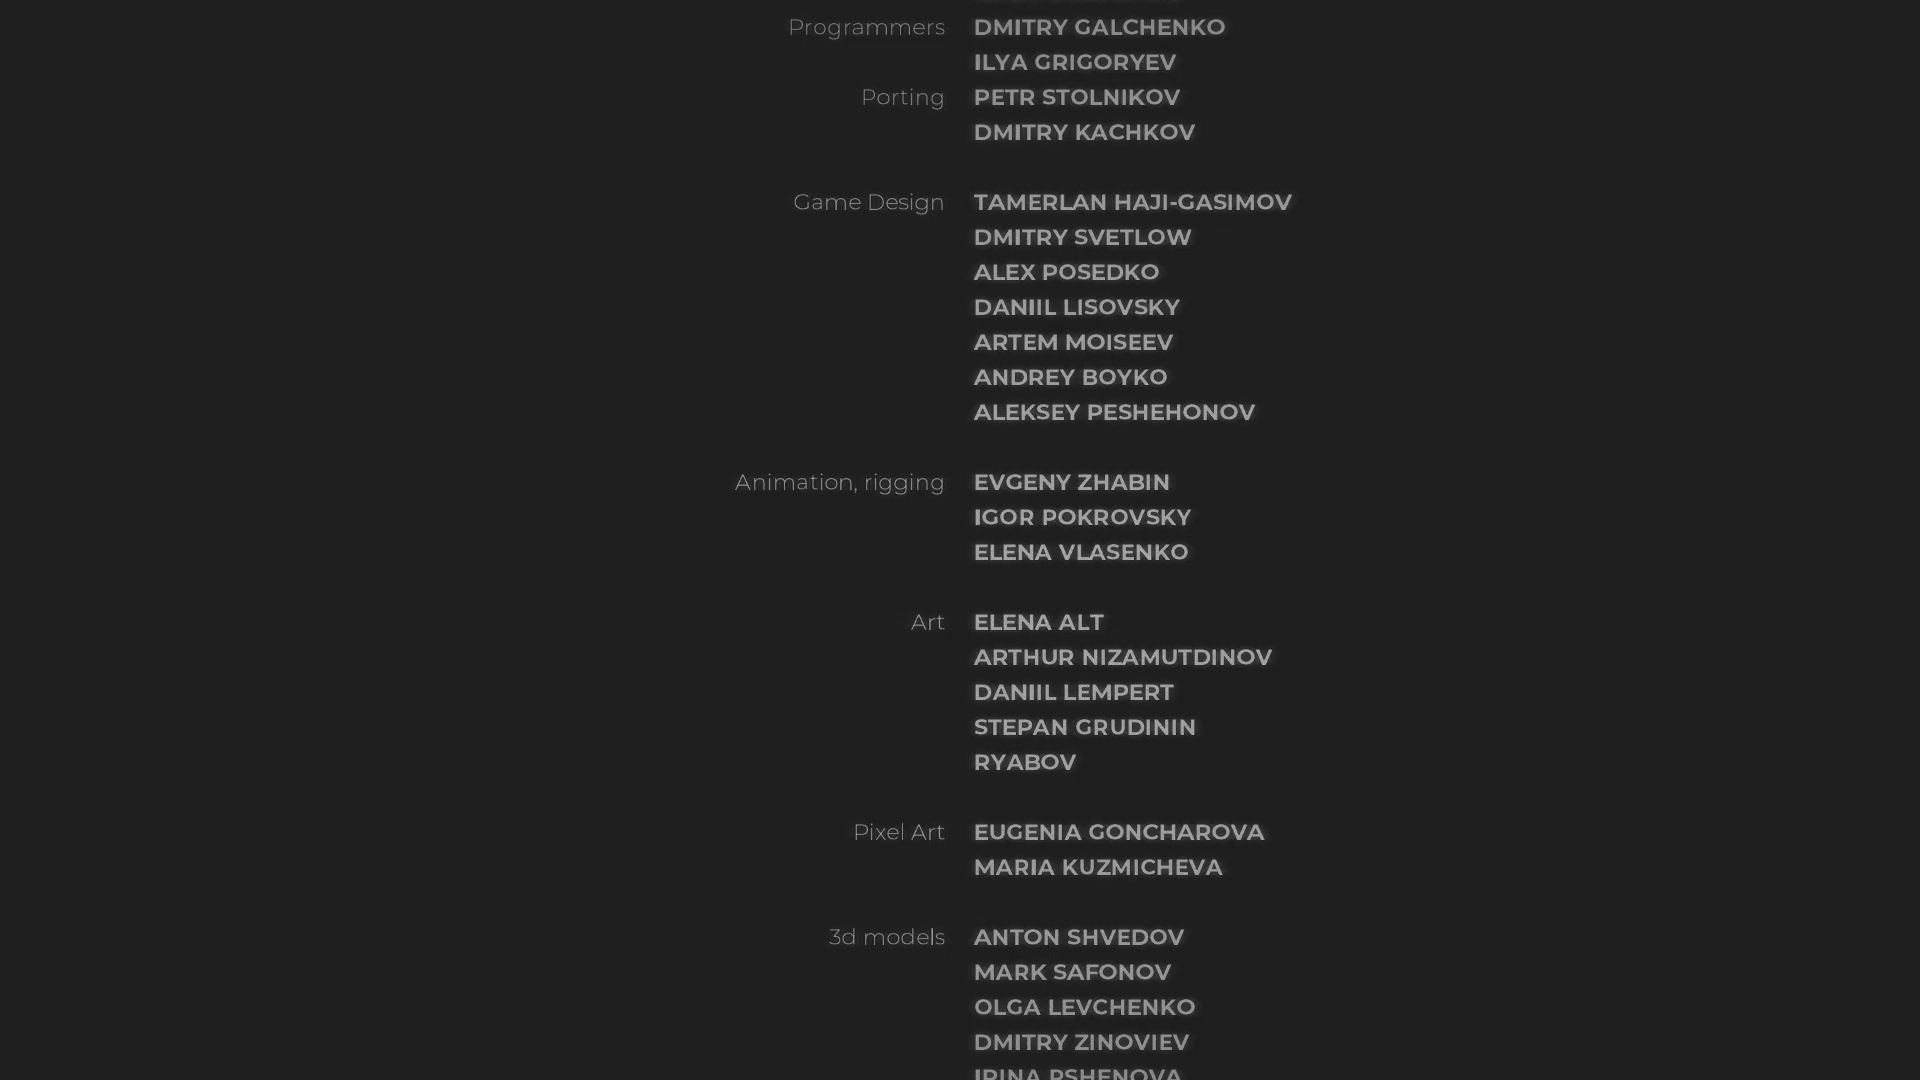 Programmers DMITRY GALCHENKO
ILYA GRIGORYEV
Porting PETR STOLNIKOV
DMITRY KACHKOV
Game Design TAMERLAN HAJI-GASIMOV
DMITRY SVETLOW
ALEX POSEDKO
DANIIL LISOVSKY
ARTEM MOISEEV
ANDREY BOYKO
ALEKSEY PESHEHONOV
Animation, rigging EVGENY ZHABIN
IGOR POKROVSKY
ELENA VLASENKO
Art ELENA ALT
ARTHUR NIZAMUTDINOV
DANIIL LEMPERT
STEPAN GRUDININ
RYABOV
Pixel Art EUGENIA GONCHAROVA
MARIA KUZMICHEVA
3d models ANTON SHVEDOV
MARK SAFONOV
OLGA LEVCHENKO
DMITRY ZINOVIEV
IRINA PSHENOVA